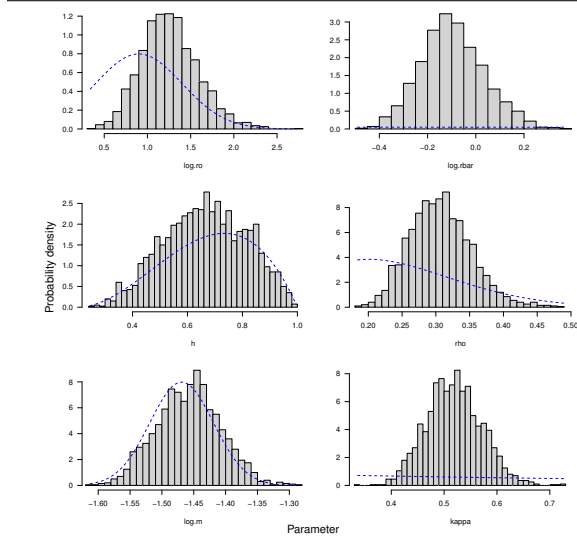 1.2
1.0
0.8
0.6
0.4
0.2
0.0
0.5 1.0 1.5 2.0 2.5
log.ro
3.0
2.5
2.0
1.5
1.0
0.5
0.0
−0.4 −0.2 0.0 0.2
log.rbar
Probability density
2.5
2.0
1.5
1.0
0.5
0.0
0.4 0.6 0.8 1.0
h
8
6
4
2
0
0.20 0.25 0.30 0.35 0.40 0.45 0.50
rho
8
6
4
2
0
−1.60 −1.55 −1.50 −1.45 −1.40 −1.35 −1.30
log.m
8
6
4
2
0
0.4 0.5 0.6 0.7
kappa
Parameter